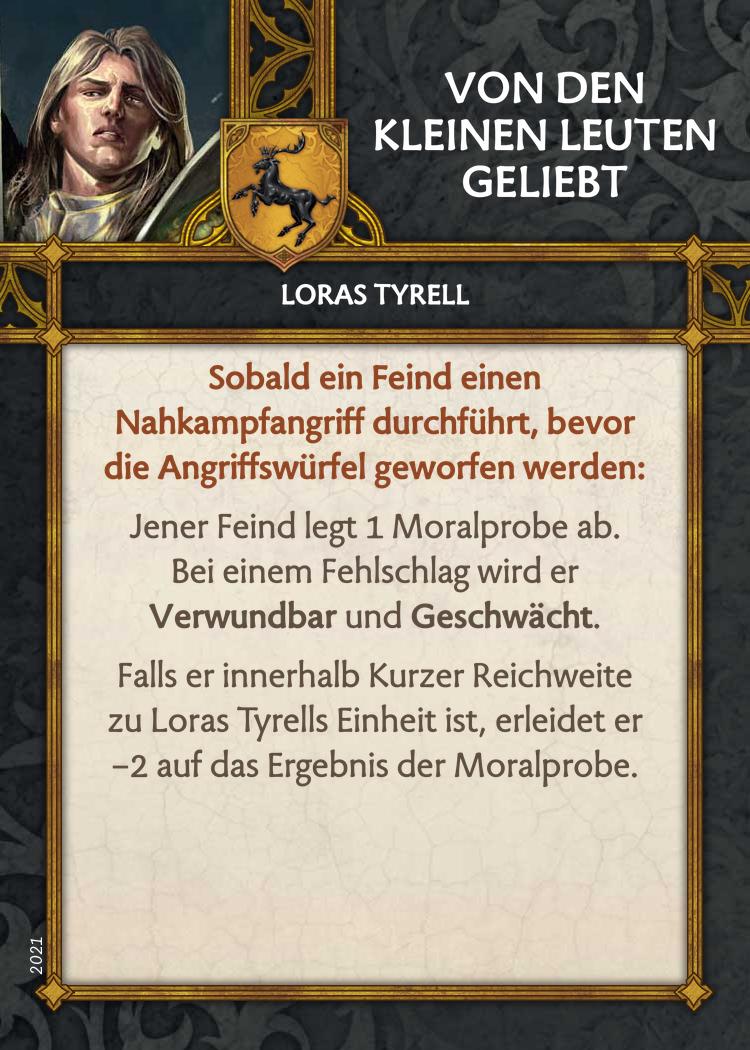 VON DEN
KLEINEN LEUTEN
GELIEBT
LORAS TYRELL
Sobald ein Feind einen
Nahkampfangriff durchführt, bevor
die Angriffswürfel geworfen werden:
Jener Feind legt 1 Moralprobe ab.
Bei einem Fehlschlag wird er
Verwundbar und Geschwächt.
Falls er innerhalb Kurzer Reichweite
zu Loras Tyrells Einheit ist, erleidet er
–2 auf das Ergebnis der Moralprobe.
2021